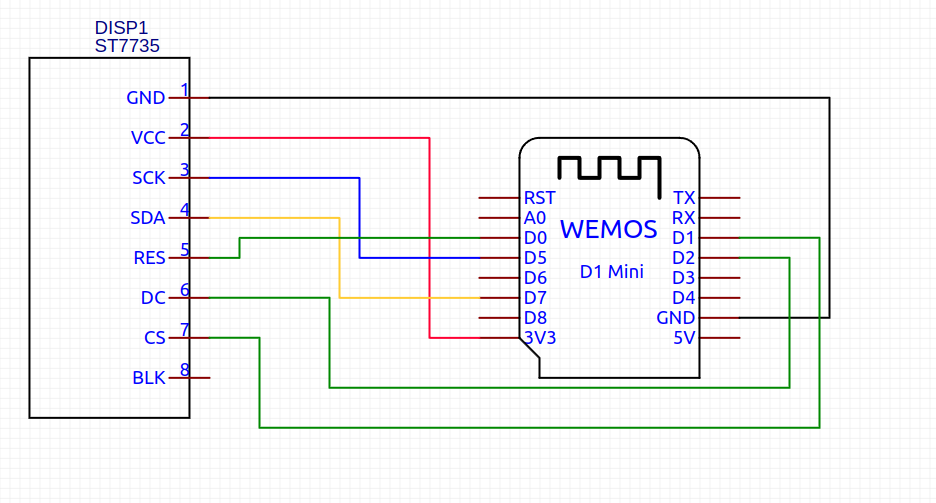 DISP1
ST7735
GND 1
VCC 2
SCK 3
SDA 4
RES 5
DC 6
CS 7
BLK 8
WEMOS
D1 Mini
RST
A0
D0
D5
D6
D7
D8
3V3
TX
RX
D1
D2
D3
D4
GND
5V